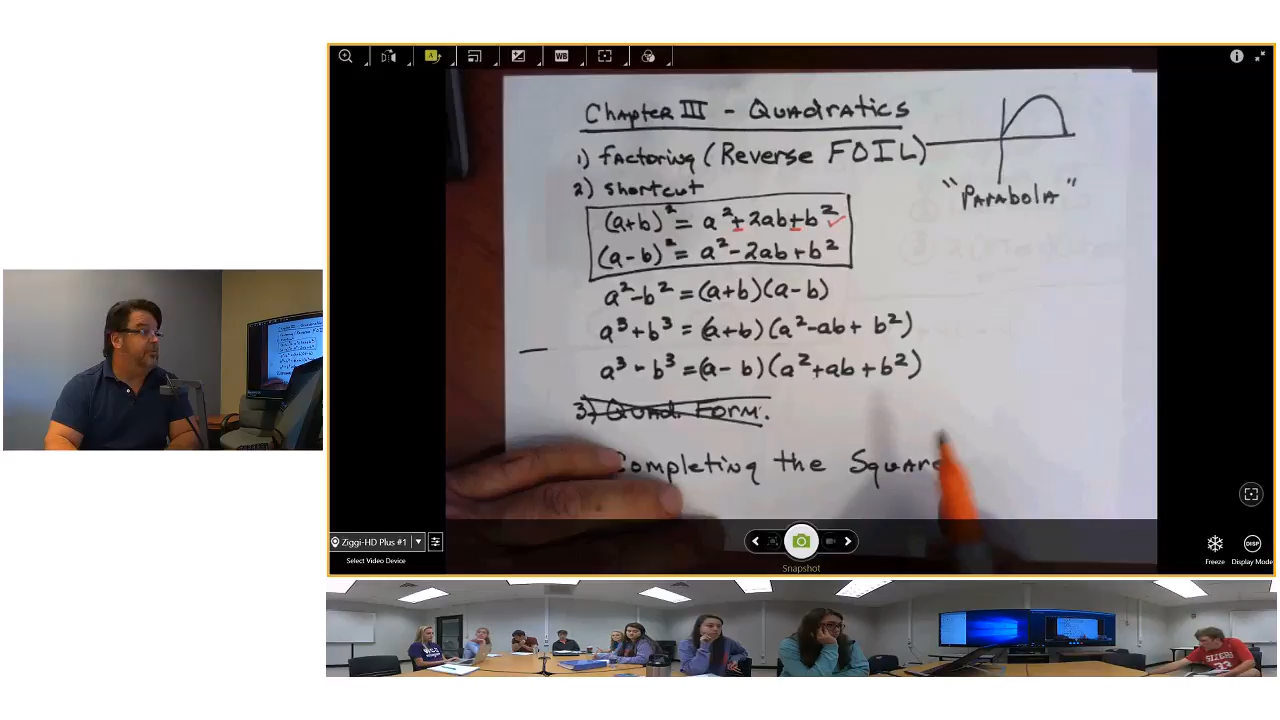 WB
Chapter III - Quadratics
1) factoring (Reverse FOIL)
2) shortcut
"Parabola"
(a+b)² = a² + 2ab + b² ✓
(a-b)² = a² - 2ab + b²
a² - b² = (a+b)(a-b)
a³ + b³ = (a+b)(a² - ab + b²)
a³ - b³ = (a-b)(a² + ab + b²)
3) Quad. Form.
Completing the Square
Ziggi-HD Plus #1
Select Video Device
Snapshot
Freeze
DISP
Display Mode